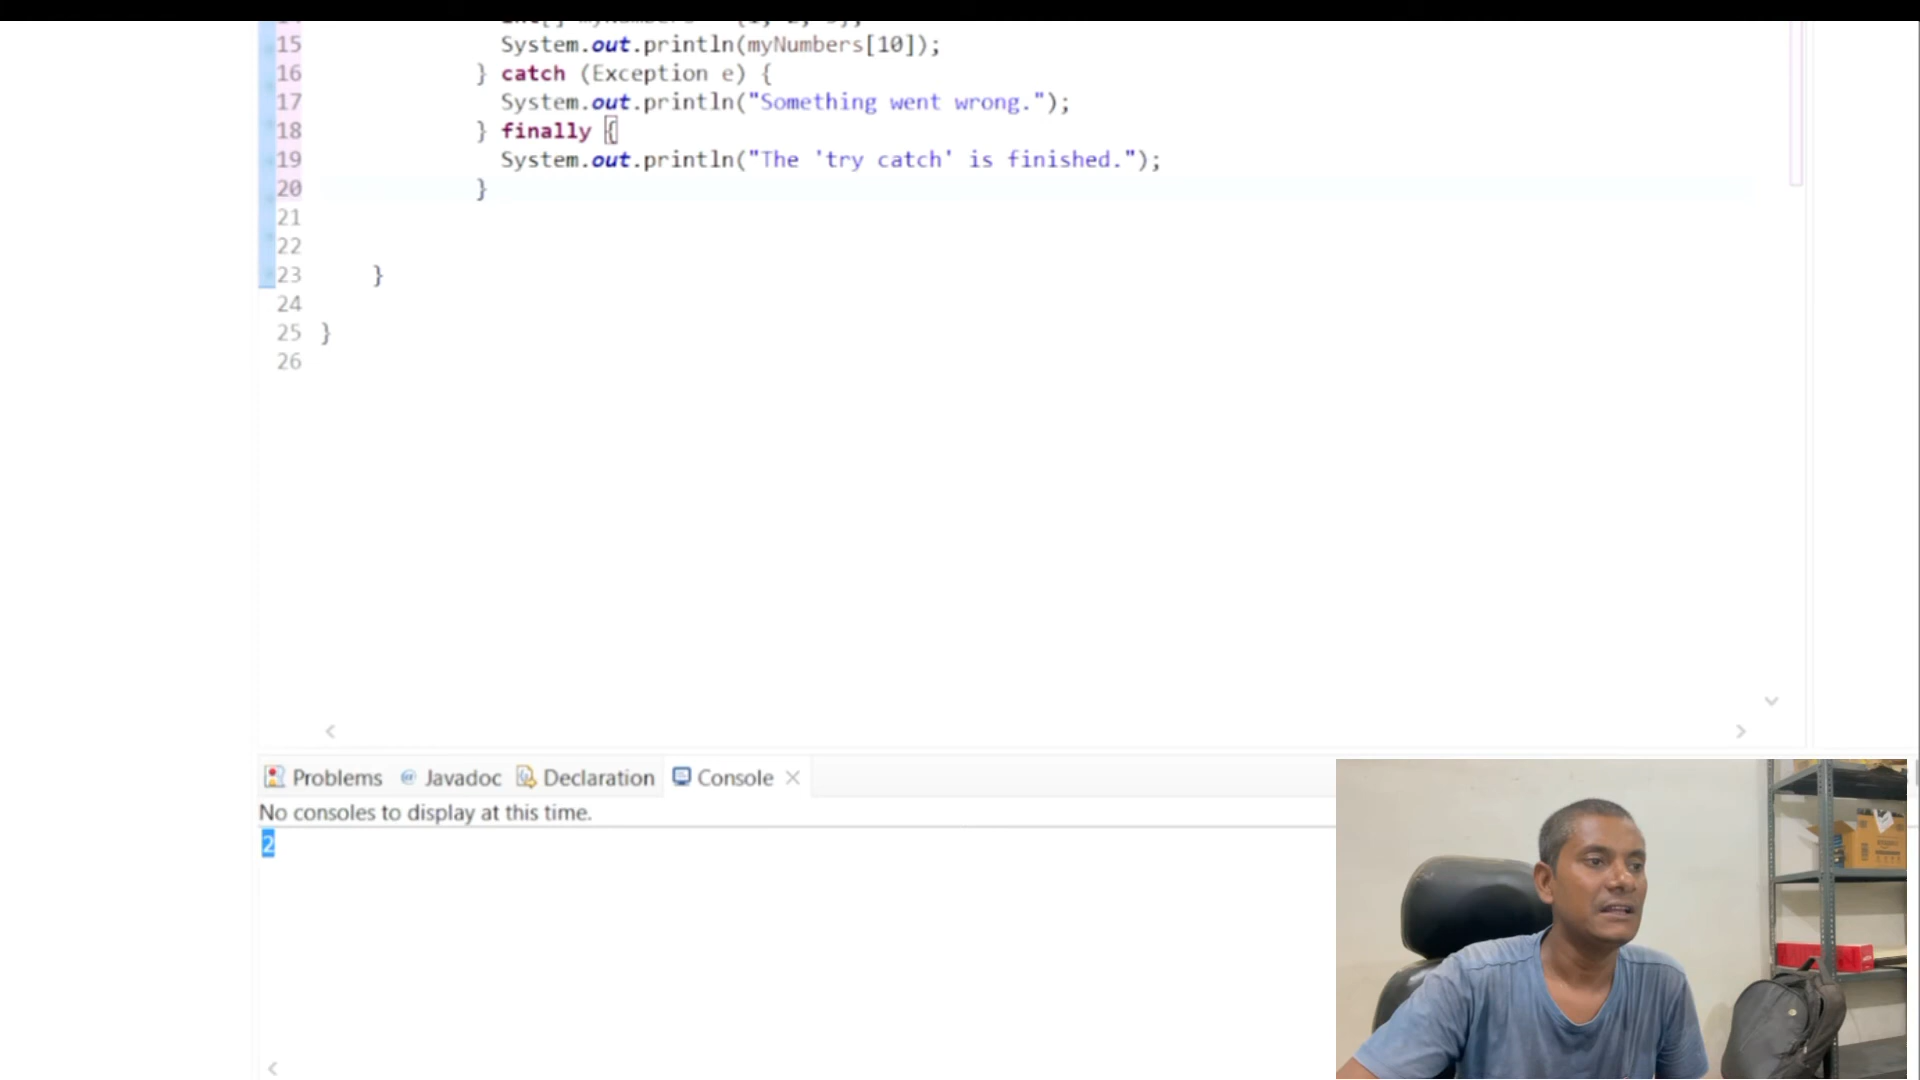 15 System.out.println(myNumbers[10]);
16 } catch (Exception e) {
17 System.out.println("Something went wrong.");
18 } finally {
19 System.out.println("The 'try catch' is finished.");
20 }
21
22
23 }
24
25 }
26
Problems Javadoc Declaration Console
No consoles to display at this time.
2